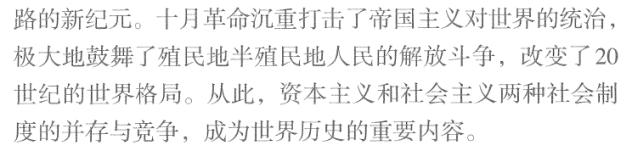 路的新纪元。十月革命沉重打击了帝国主义对世界的统治，
极大地鼓舞了殖民地半殖民地人民的解放斗争，改变了20
世纪的世界格局。从此，资本主义和社会主义两种社会制
度的并存与竞争，成为世界历史的重要内容。